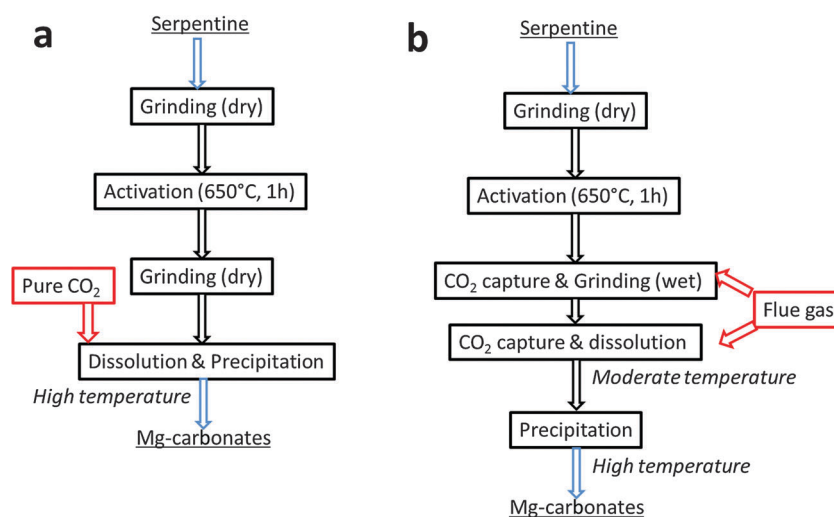 a
Serpentine
Grinding (dry)
Activation (650°C, 1h)
Grinding (dry)
Pure CO₂
Dissolution & Precipitation
High temperature
Mg-carbonates
b
Serpentine
Grinding (dry)
Activation (650°C, 1h)
CO₂ capture & Grinding (wet)
Flue gas
CO₂ capture & dissolution
Moderate temperature
Precipitation
High temperature
Mg-carbonates